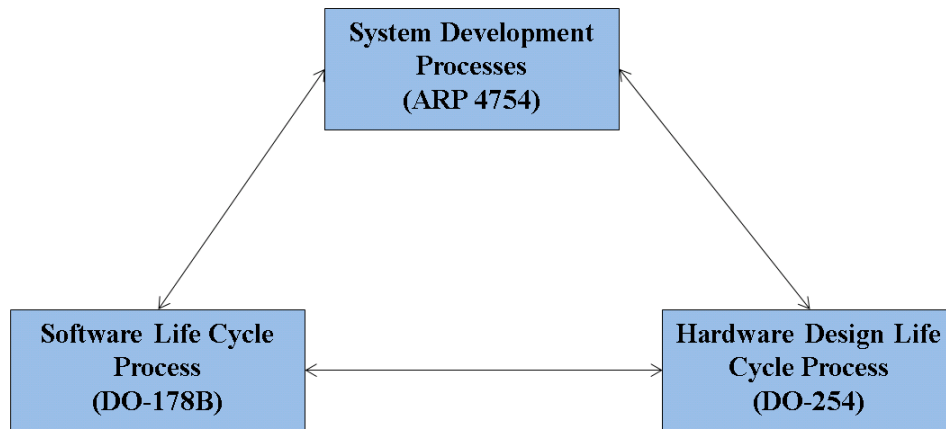 System Development
Processes
(ARP 4754)
Software Life Cycle
Process
(DO-178B)
Hardware Design Life
Cycle Process
(DO-254)